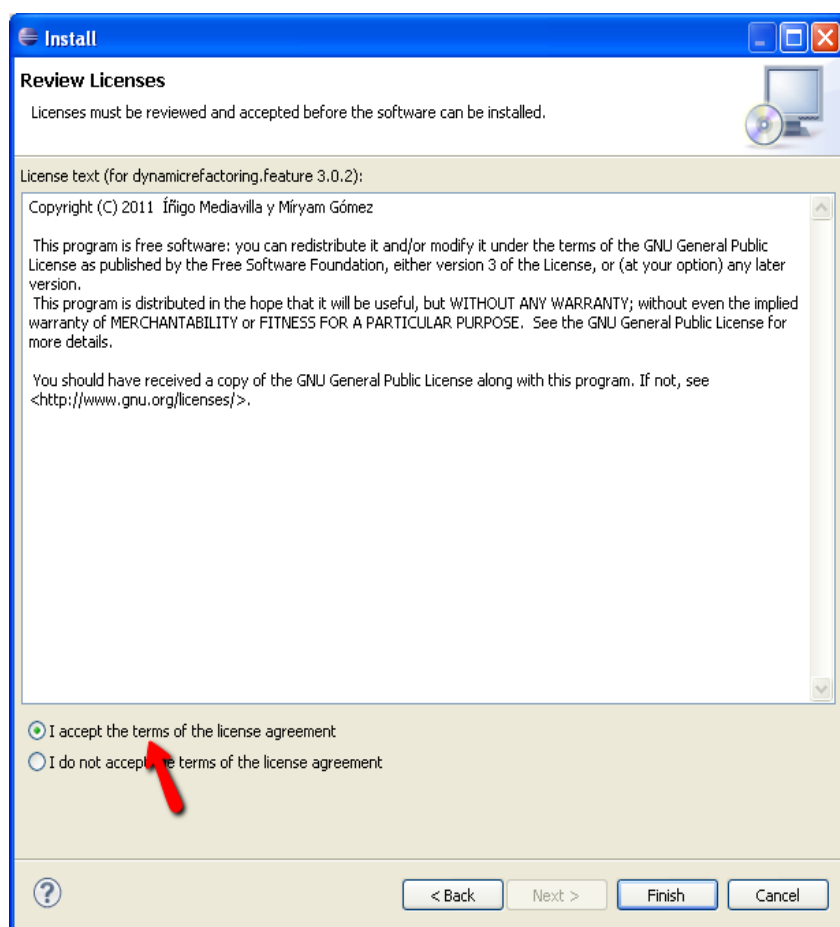 Install
Review Licenses
Licenses must be reviewed and accepted before the software can be installed.
License text (for dynamicrefactoring.feature 3.0.2):
Copyright (C) 2011  Íñigo Mediavilla y Míryam Gómez
This program is free software: you can redistribute it and/or modify it under the terms of the GNU General Public
License as published by the Free Software Foundation, either version 3 of the License, or (at your option) any later
version.
This program is distributed in the hope that it will be useful, but WITHOUT ANY WARRANTY; without even the implied
warranty of MERCHANTABILITY or FITNESS FOR A PARTICULAR PURPOSE.  See the GNU General Public License for
more details.
You should have received a copy of the GNU General Public License along with this program. If not, see
<http://www.gnu.org/licenses/>.
I accept the terms of the license agreement
I do not accept the terms of the license agreement
?
< Back
Next >
Finish
Cancel